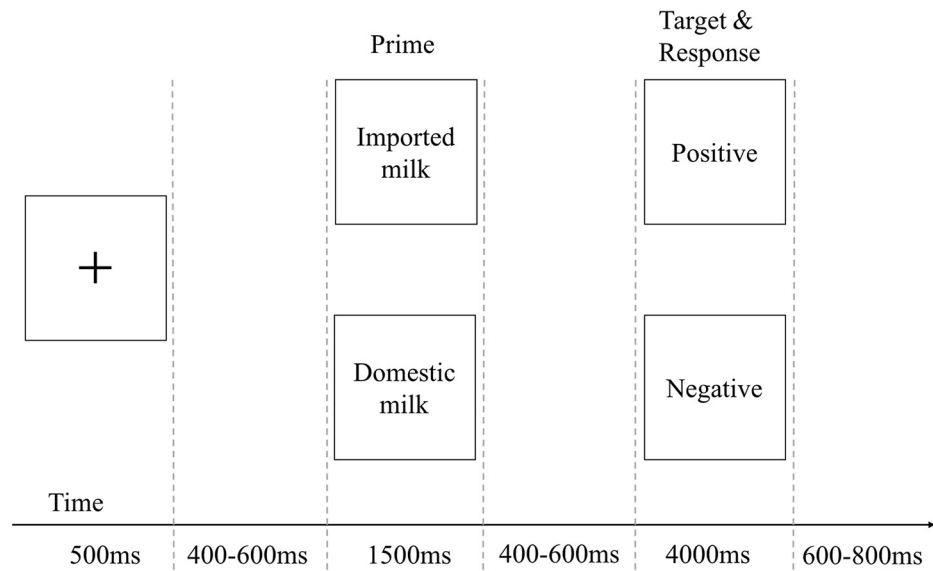 Prime
Target &
Response
Imported
milk
Positive
+
Domestic
milk
Negative
Time
500ms
400-600ms
1500ms
400-600ms
4000ms
600-800ms